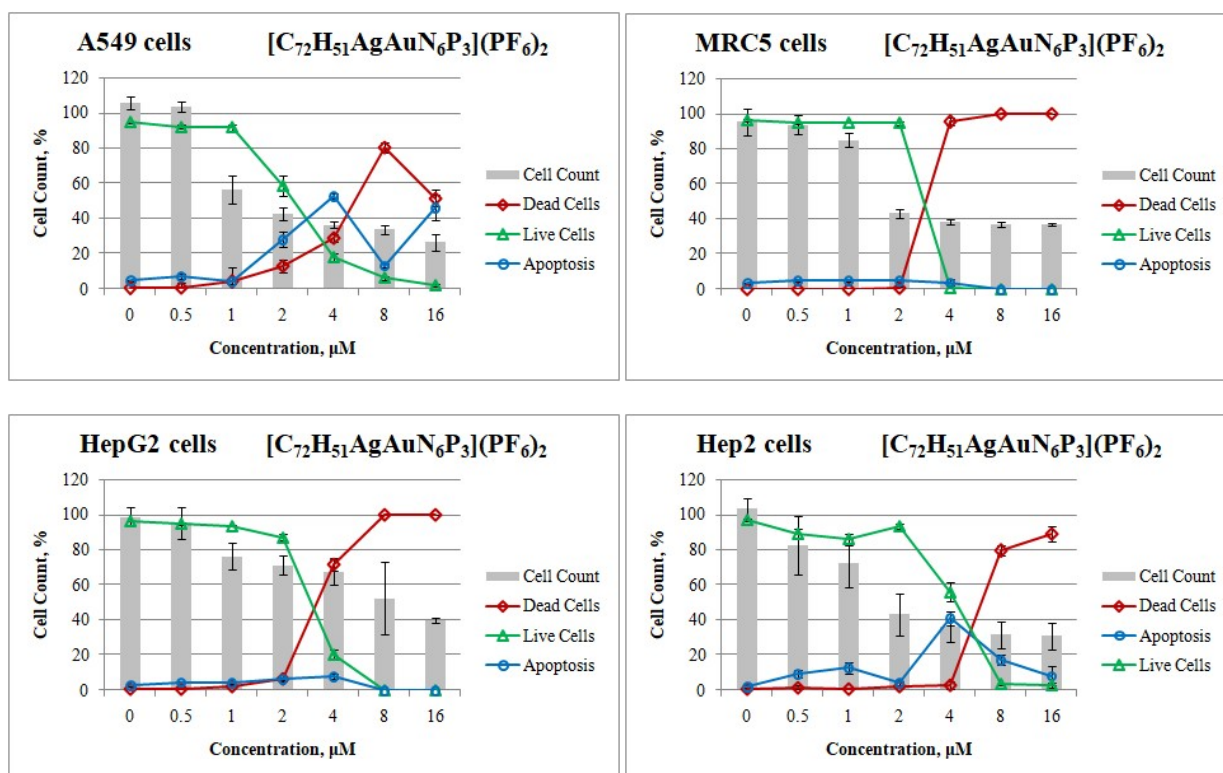 A549 cells [C₇₂H₅₁AgAuN₆P₃](PF₆)₂
Cell Count, %
120
100
80
60
40
20
0
0 0.5 1 2 4 8 16
Concentration, µM
Cell Count
Dead Cells
Live Cells
Apoptosis
MRC5 cells [C₇₂H₅₁AgAuN₆P₃](PF₆)₂
Cell Count, %
120
100
80
60
40
20
0
0 0.5 1 2 4 8 16
Concentration, µM
Cell Count
Dead Cells
Live Cells
Apoptosis
HepG2 cells [C₇₂H₅₁AgAuN₆P₃](PF₆)₂
Cell Count, %
120
100
80
60
40
20
0
0 0.5 1 2 4 8 16
Concentration, µM
Cell Count
Dead Cells
Live Cells
Apoptosis
Hep2 cells [C₇₂H₅₁AgAuN₆P₃](PF₆)₂
Cell Count, %
120
100
80
60
40
20
0
0 0.5 1 2 4 8 16
Concentration, µM
Cell Count
Dead Cells
Apoptosis
Live Cells